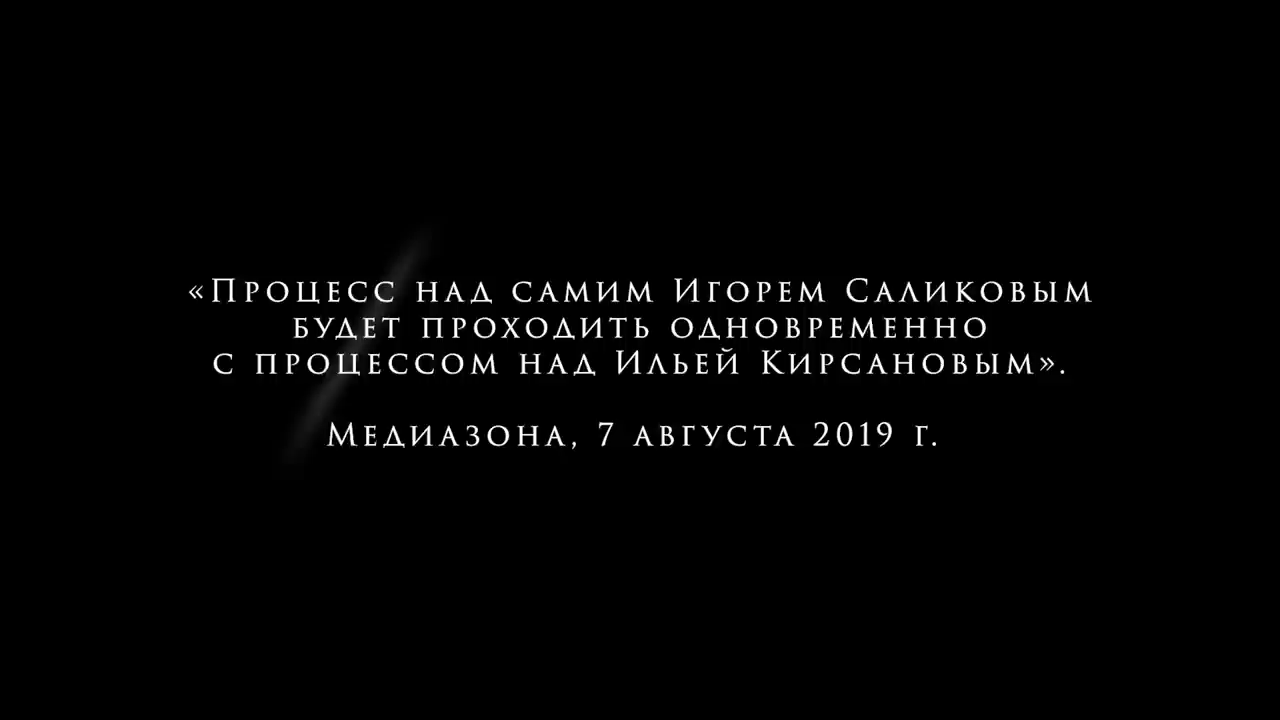 «Процесс над самим Игорем Саликовым
будет проходить одновременно
с процессом над Ильей Кирсановым».
Медиазона, 7 августа 2019 г.